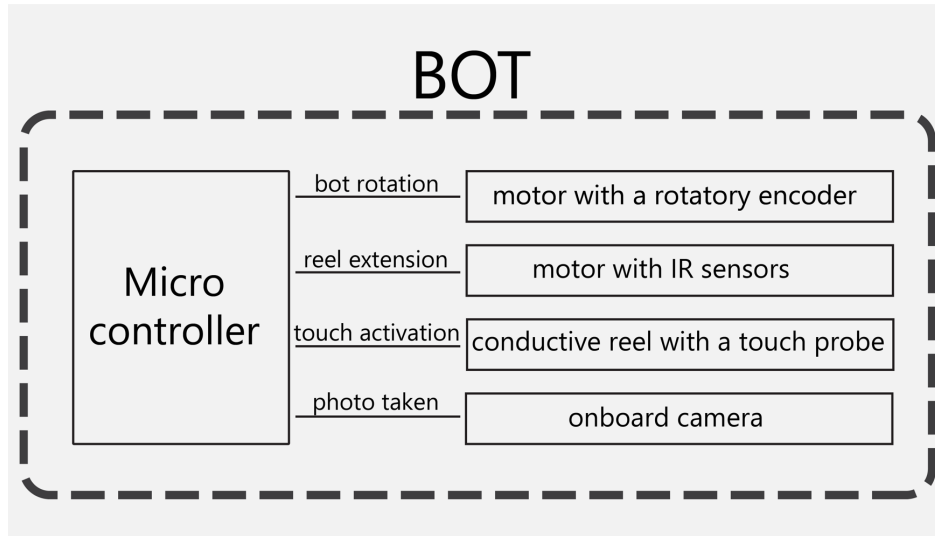 BOT
Micro
controller
bot rotation
motor with a rotatory encoder
reel extension
motor with IR sensors
touch activation
conductive reel with a touch probe
photo taken
onboard camera